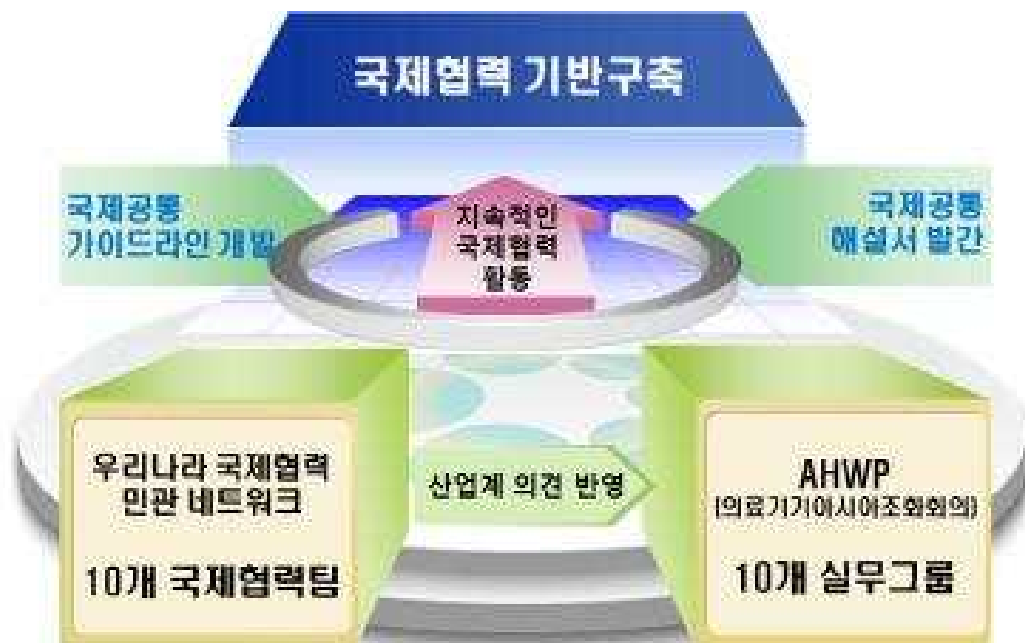 국제협력 기반구축
국제공통
가이드라인 개발
지속적인
국제협력
활동
국제공통
해설서 발간
우리나라 국제협력
민관 네트워크
10개 국제협력팀
산업계 의견 반영
AHWP
(의료기기아시아조화회의)
10개 실무그룹